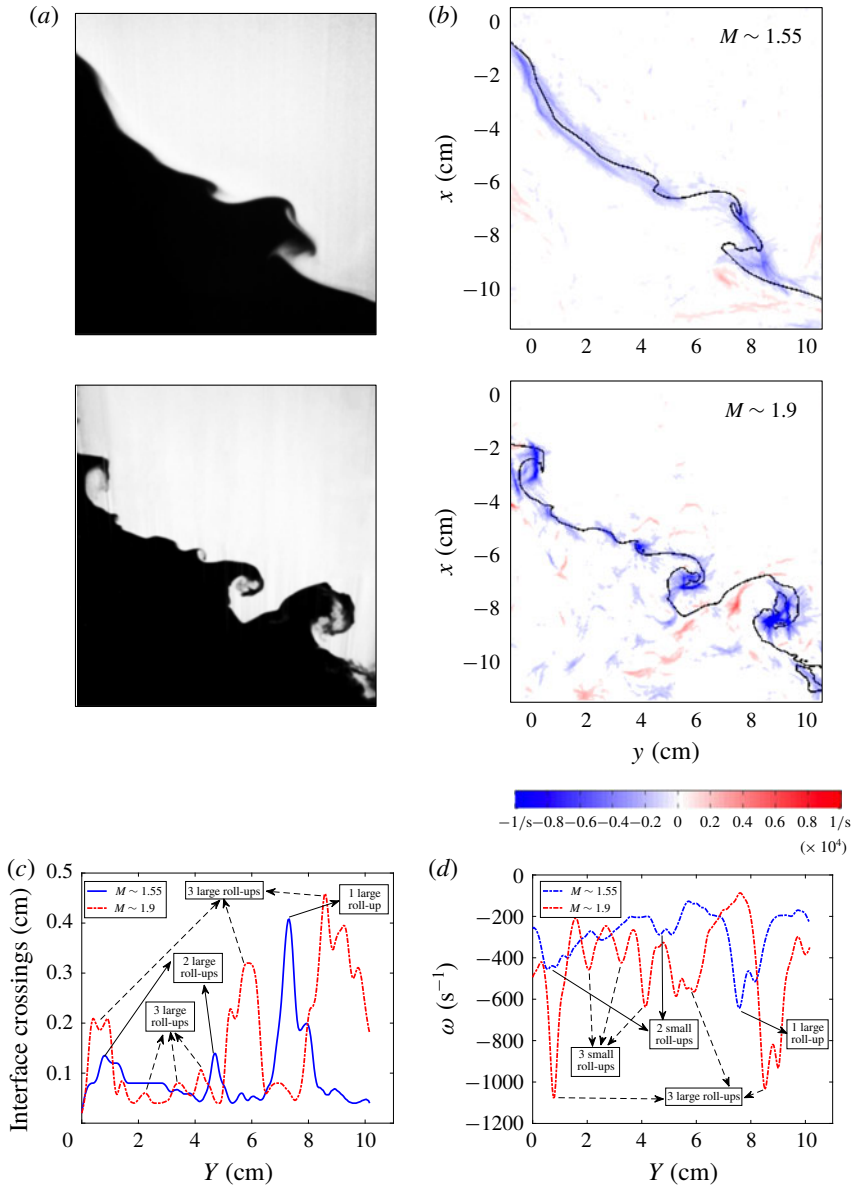 (a)
(b)
0
−2
−4
−6
−8
−10
x (cm)
M ∼ 1.55
0 2 4 6 8 10
0
−2
−4
−6
−8
−10
x (cm)
M ∼ 1.9
0 2 4 6 8 10
y (cm)
−1/s −0.8 −0.6 −0.4 −0.2 0 0.2 0.4 0.6 0.8 1/s
(× 10⁴)
(c)
0.5
0.4
0.3
0.2
0.1
0
Interface crossings (cm)
M ∼ 1.55
M ∼ 1.9
3 large roll-ups
1 large
roll-up
2 large
roll-ups
3 large
roll-ups
2 4 6 8 10
Y (cm)
(d)
0
−200
−400
−600
−800
−1000
−1200
ω (s⁻¹)
M ∼ 1.55
M ∼ 1.9
3 small
roll-ups
2 small
roll-ups
1 large
roll-up
3 large roll-ups
0 2 4 6 8 10
Y (cm)